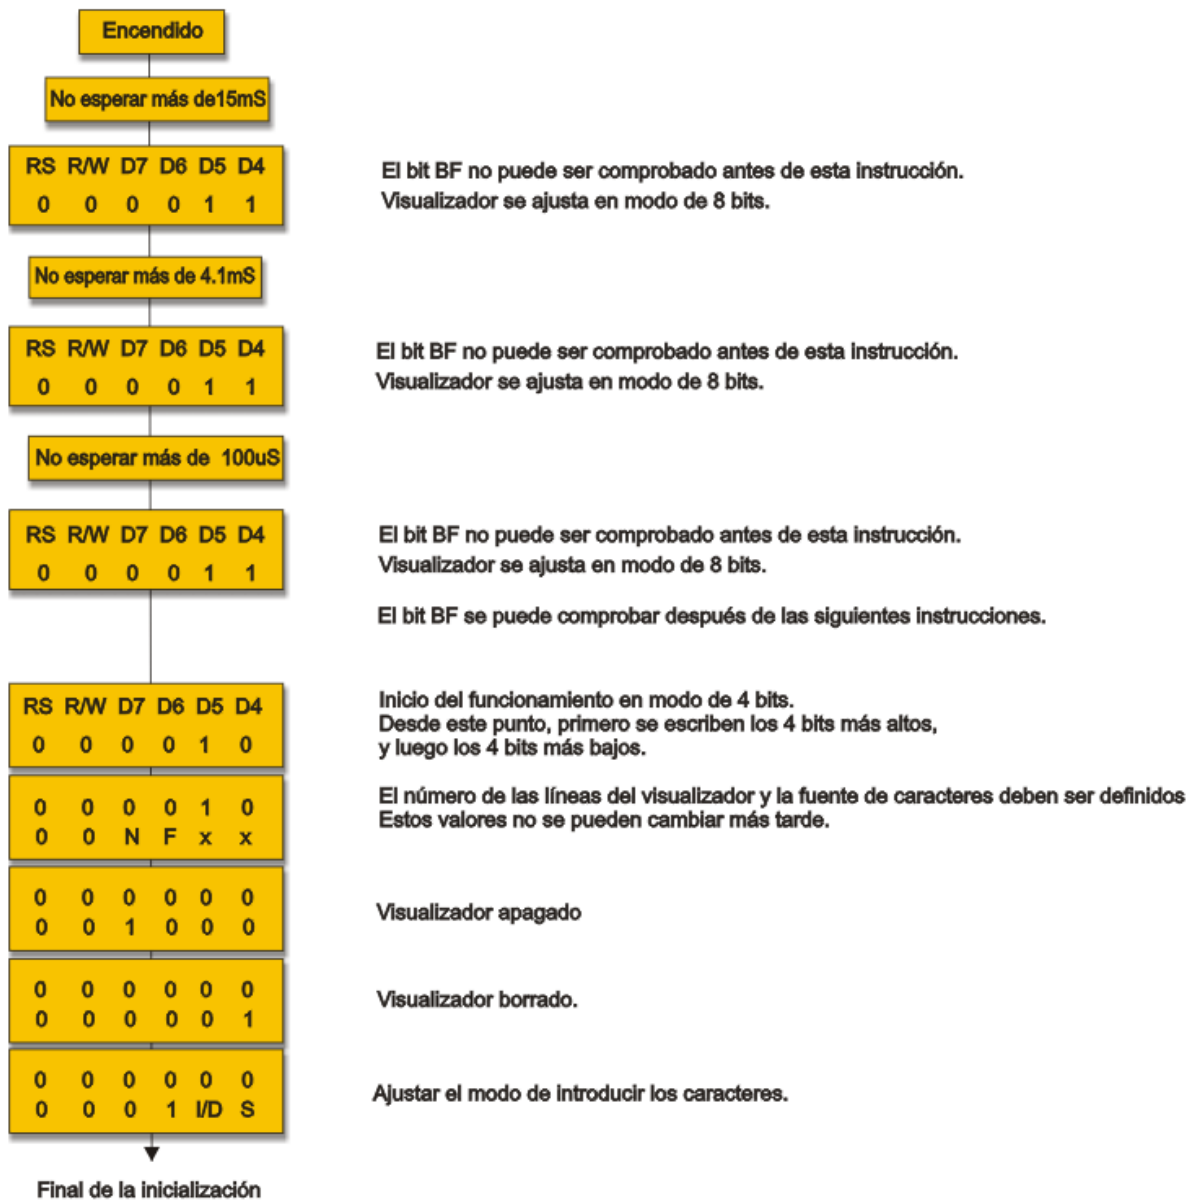 Encendido
No esperar más de15mS
RS R/W D7 D6 D5 D4
0 0 0 0 1 1
El bit BF no puede ser comprobado antes de esta instrucción.
Visualizador se ajusta en modo de 8 bits.
No esperar más de 4.1mS
RS R/W D7 D6 D5 D4
0 0 0 0 1 1
El bit BF no puede ser comprobado antes de esta instrucción.
Visualizador se ajusta en modo de 8 bits.
No esperar más de 100uS
RS R/W D7 D6 D5 D4
0 0 0 0 1 1
El bit BF no puede ser comprobado antes de esta instrucción.
Visualizador se ajusta en modo de 8 bits.
El bit BF se puede comprobar después de las siguientes instrucciones.
RS R/W D7 D6 D5 D4
0 0 0 0 1 0
Inicio del funcionamiento en modo de 4 bits.
Desde este punto, primero se escriben los 4 bits más altos,
y luego los 4 bits más bajos.
0 0 0 0 1 0
0 0 N F x x
El número de las líneas del visualizador y la fuente de caracteres deben ser definidos
Estos valores no se pueden cambiar más tarde.
0 0 0 0 0 0
0 0 1 0 0 0
Visualizador apagado
0 0 0 0 0 0
0 0 0 0 0 1
Visualizador borrado.
0 0 0 0 0 0
0 0 0 1 I/D S
Ajustar el modo de introducir los caracteres.
Final de la inicialización